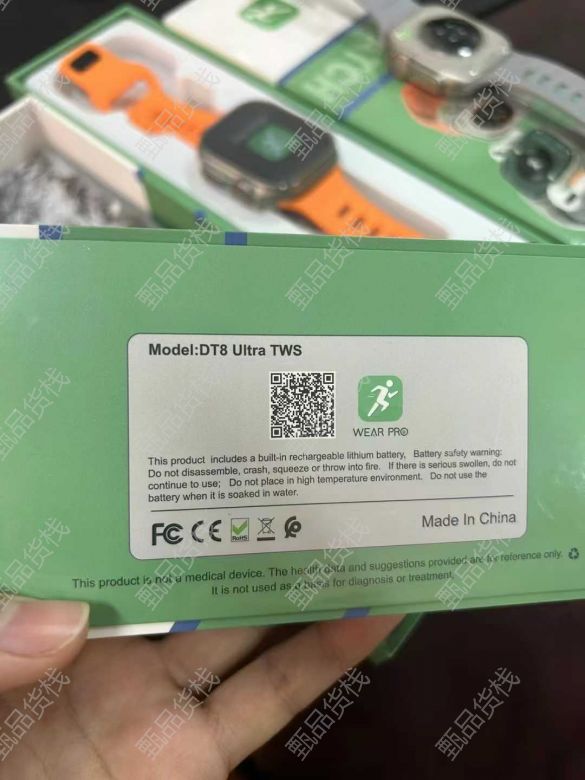 TCH
Model:DT8 Ultra TWS
WEAR PRO
This product includes a built-in rechargeable lithium battery, Battery safety warning:
Do not disassemble, crash, squeeze or throw into fire. If there is serious swollen, do not
continue to use; Do not place in high temperature environment. Do not use the
battery when it is soaked in water.
FC CE RoHS
Made In China
This product is not a medical device. The health data and suggestions provided are for reference only.
It is not used as a basis for diagnosis or treatment.
甄品货栈